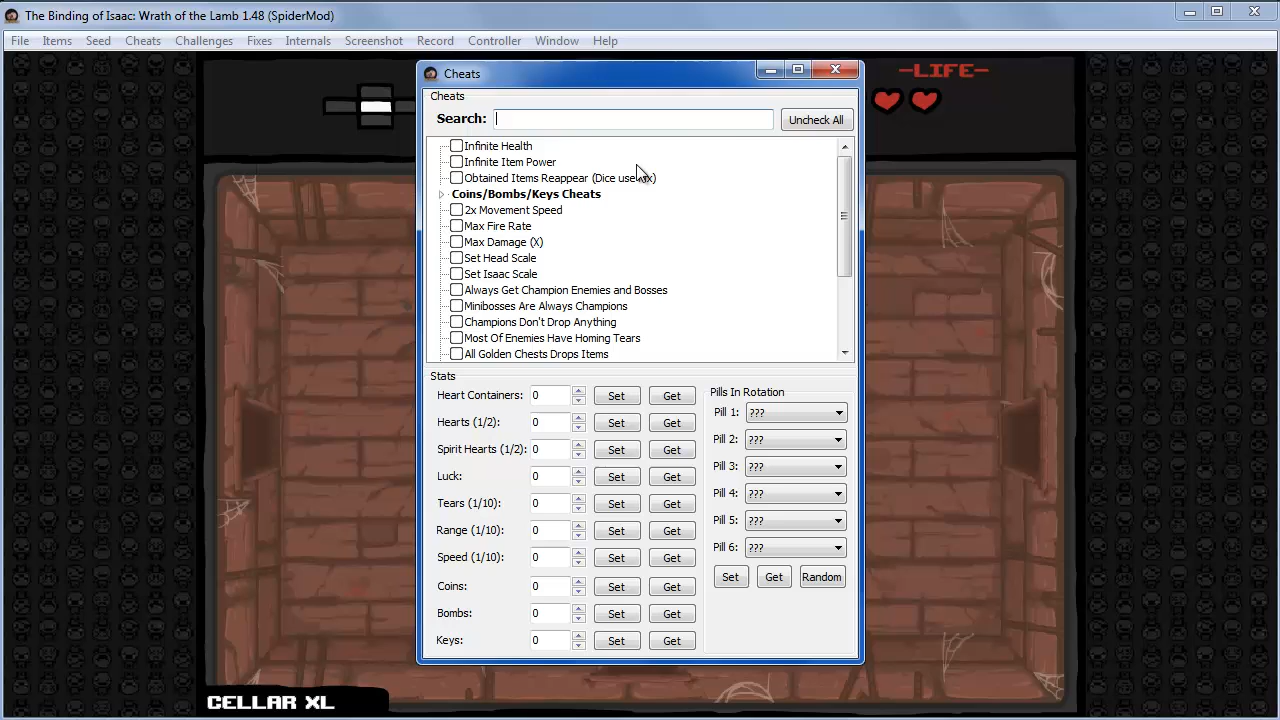 The Binding of Isaac: Wrath of the Lamb 1.48 (SpiderMod)
File Items Seed Cheats Challenges Fixes Internals Screenshot Record Controller Window Help
-LIFE-
Cheats
Cheats
Search: Uncheck All
Infinite Health
Infinite Item Power
Obtained Items Reappear (Dice use
Coins/Bombs/Keys Cheats
2x Movement Speed
Max Fire Rate
Max Damage (X)
Set Head Scale
Set Isaac Scale
Always Get Champion Enemies and Bosses
Minibosses Are Always Champions
Champions Don't Drop Anything
Most Of Enemies Have Homing Tears
All Golden Chests Drops Items
Stats
Heart Containers: 0 Set Get
Hearts (1/2): 0 Set Get
Spirit Hearts (1/2): 0 Set Get
Luck: 0 Set Get
Tears (1/10): 0 Set Get
Range (1/10): 0 Set Get
Speed (1/10): 0 Set Get
Coins: 0 Set Get
Bombs: 0 Set Get
Keys: 0 Set Get
Pills In Rotation
Pill 1: ???
Pill 2: ???
Pill 3: ???
Pill 4: ???
Pill 5: ???
Pill 6: ???
Set Get Random
CELLAR XL